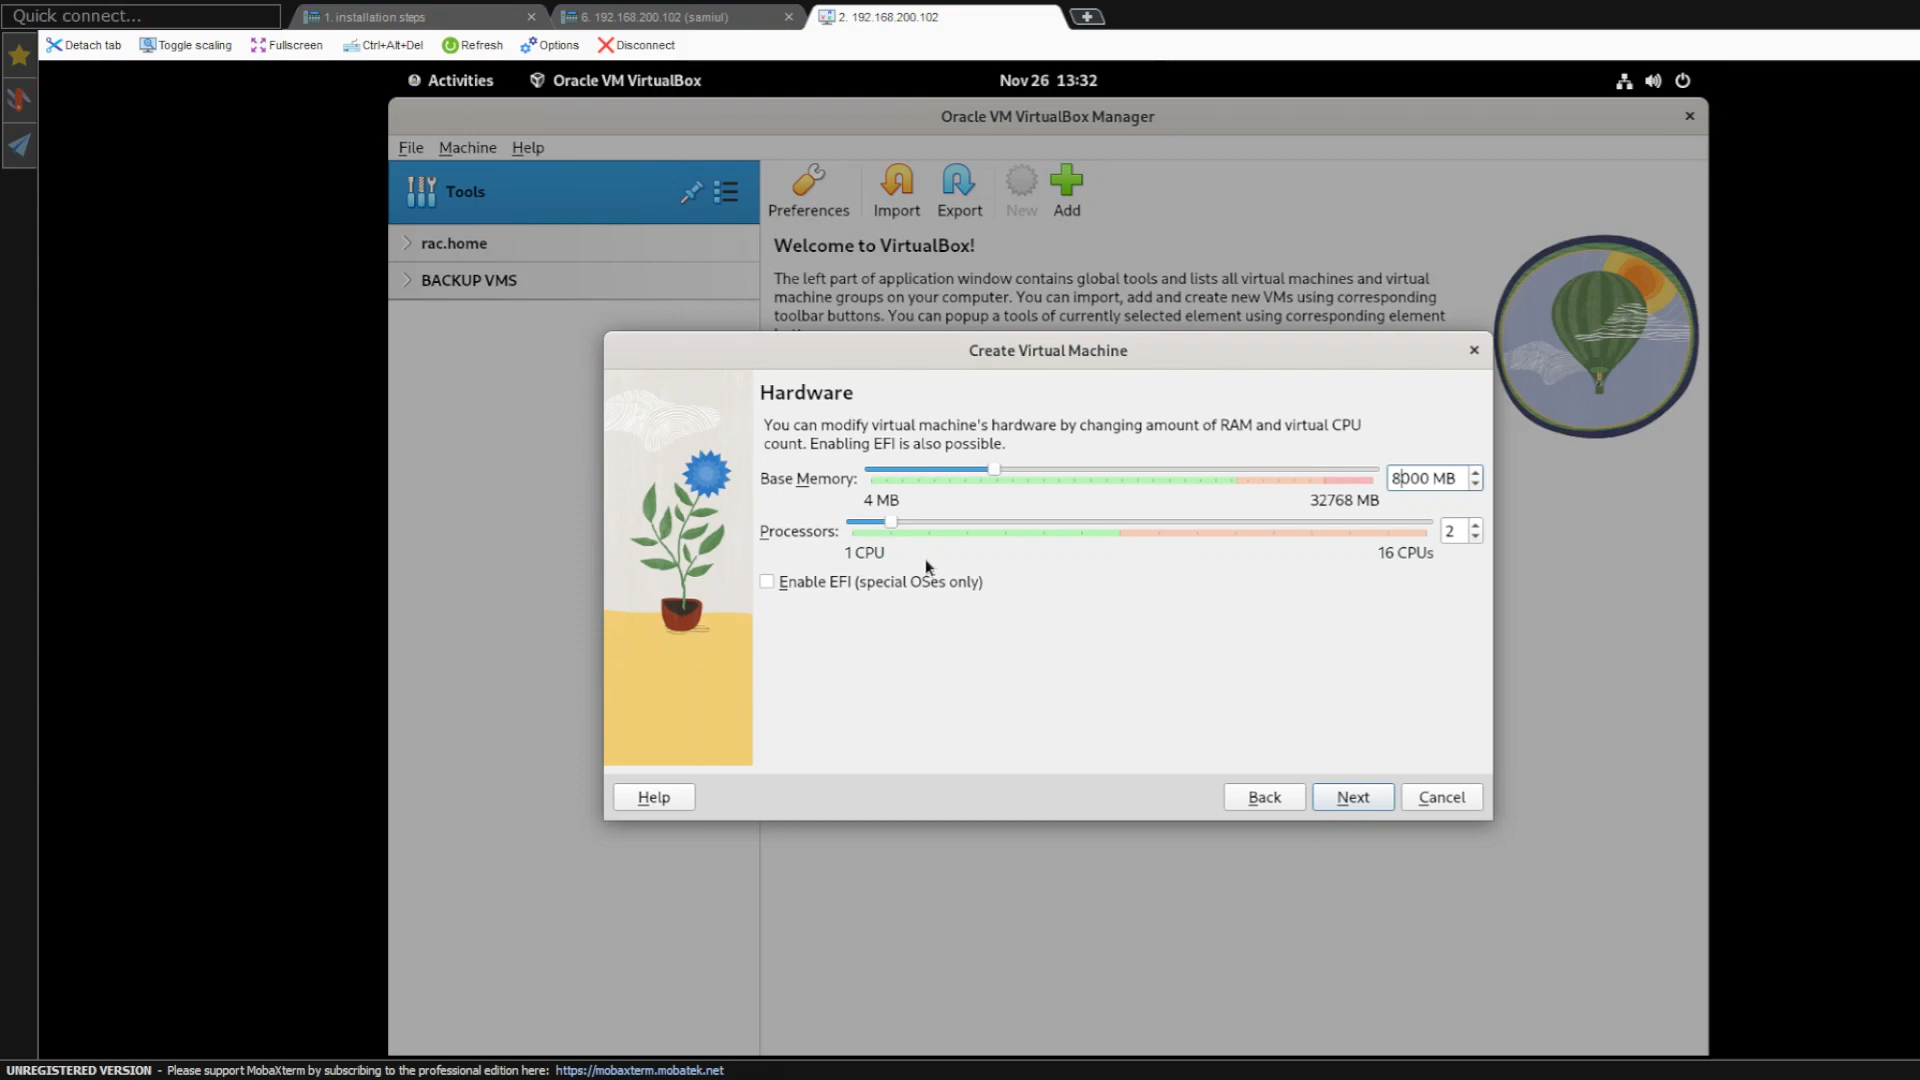 Quick connect...
1. installation steps
6. 192.168.200.102 (samiul)
2. 192.168.200.102
Detach tab
Toggle scaling
Fullscreen
Ctrl+Alt+Del
Refresh
Options
Disconnect
Activities
Oracle VM VirtualBox
Nov 26 13:32
Oracle VM VirtualBox Manager
File Machine Help
Tools
Preferences
Import
Export
New
Add
rac.home
BACKUP VMS
Welcome to VirtualBox!
The left part of application window contains global tools and lists all virtual machines and virtual
machine groups on your computer. You can import, add and create new VMs using corresponding
toolbar buttons. You can popup a tools of currently selected element using corresponding element
Create Virtual Machine
Hardware
You can modify virtual machine's hardware by changing amount of RAM and virtual CPU
count. Enabling EFI is also possible.
Base Memory:
8000 MB
4 MB
32768 MB
Processors:
2
1 CPU
16 CPUs
Enable EFI (special OSes only)
Help
Back
Next
Cancel
UNREGISTERED VERSION - Please support MobaXterm by subscribing to the professional edition here: https://mobaxterm.mobatek.net